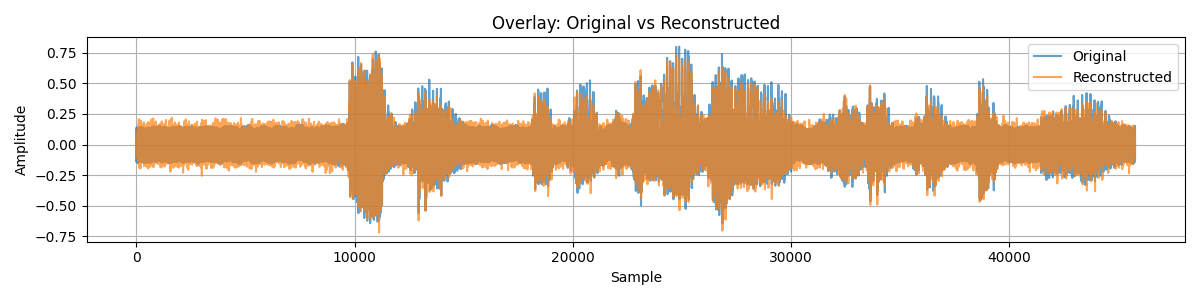 Overlay: Original vs Reconstructed
Original
Reconstructed
Amplitude
0.75
0.50
0.25
0.00
−0.25
−0.50
−0.75
0
10000
20000
30000
40000
Sample